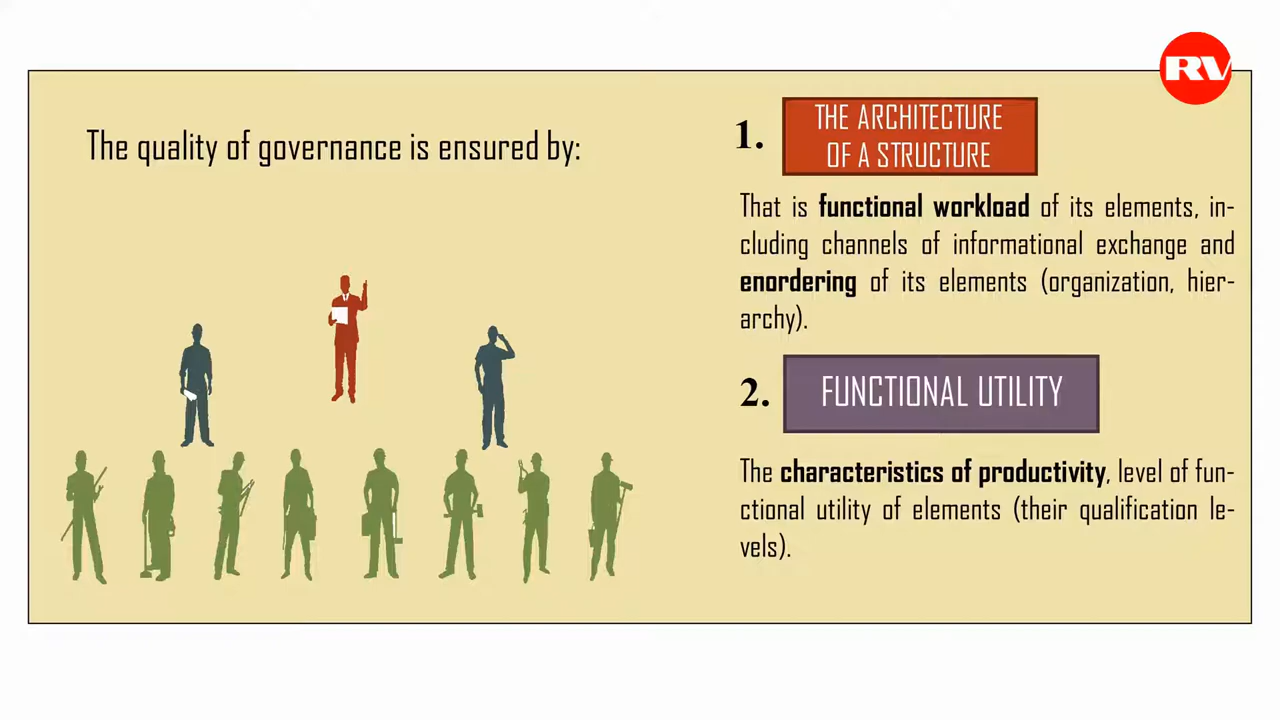 RV
The quality of governance is ensured by:
1.
THE ARCHITECTURE
OF A STRUCTURE
That is functional workload of its elements, in-
cluding channels of informational exchange and
enordering of its elements (organization, hier-
archy).
2.
FUNCTIONAL UTILITY
The characteristics of productivity, level of fun-
ctional utility of elements (their qualification le-
vels).